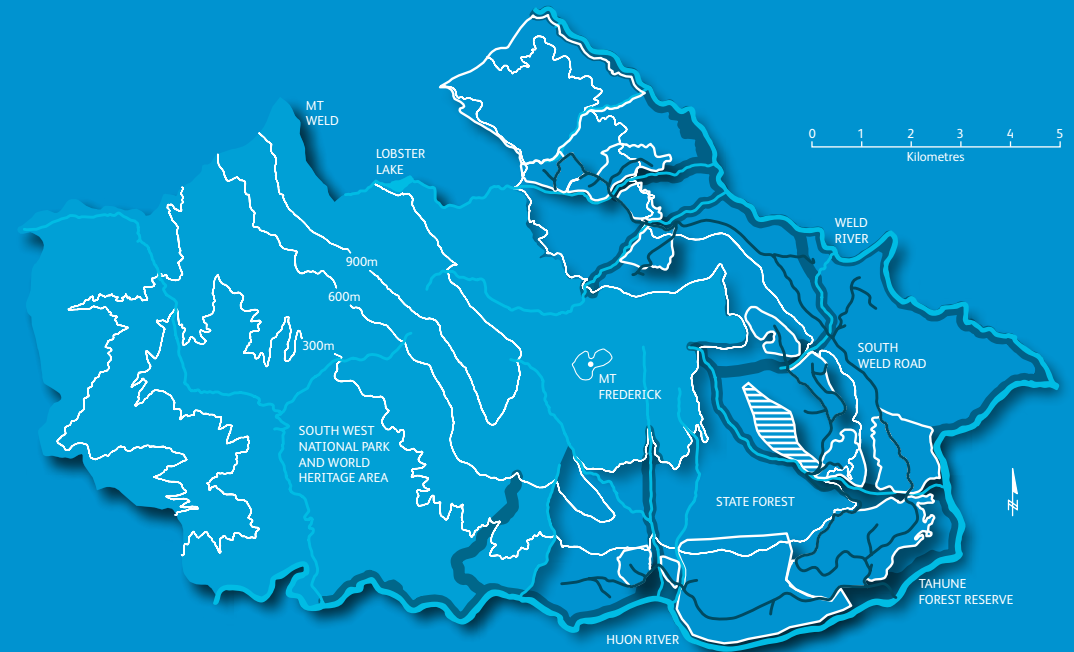 MT
WELD
LOBSTER
LAKE
0 1 2 3 4 5
Kilometres
WELD
RIVER
900m
600m
300m
SOUTH
WELD ROAD
MT
FREDERICK
SOUTH WEST
NATIONAL PARK
AND WORLD
HERITAGE AREA
STATE FOREST
N
TAHUNE
FOREST RESERVE
HUON RIVER